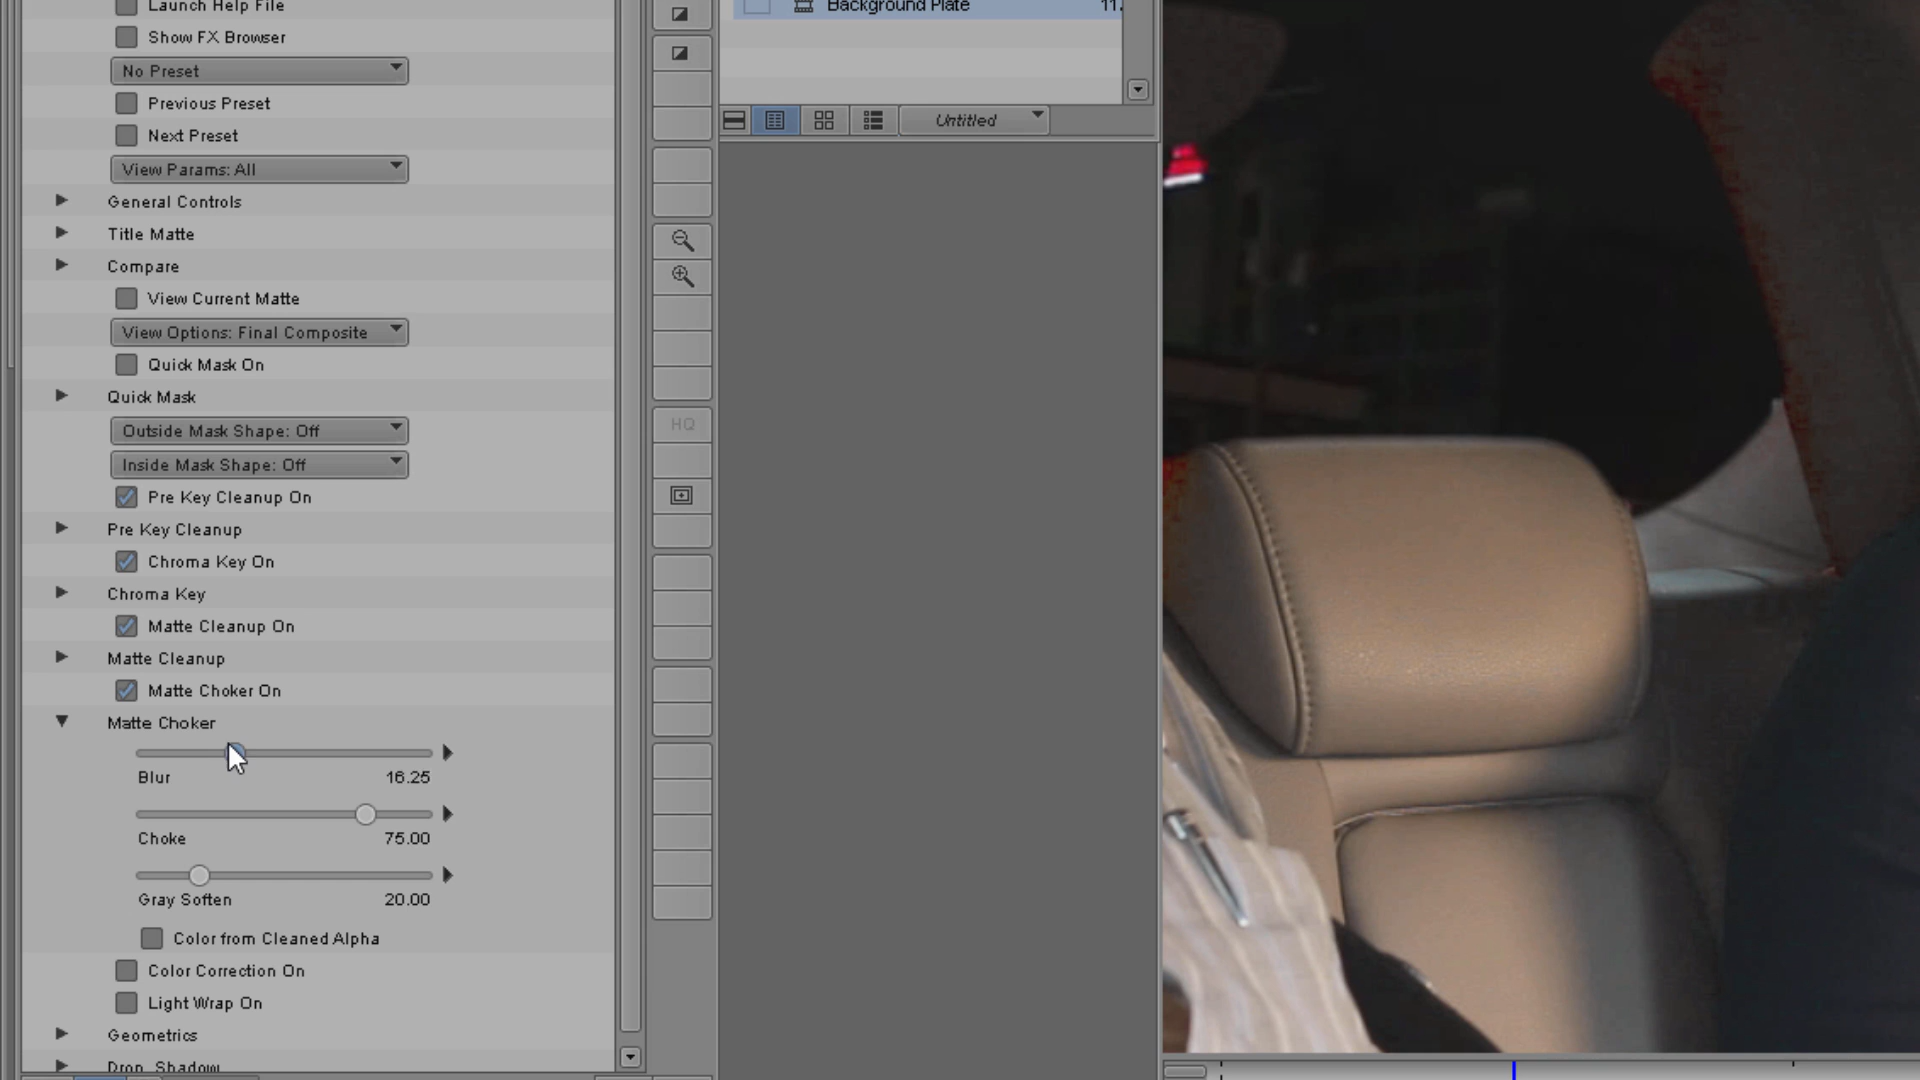 Launch Help File
Show FX Browser
No Preset
Previous Preset
Next Preset
View Params: All
General Controls
Title Matte
Compare
View Current Matte
View Options: Final Composite
Quick Mask On
Quick Mask
Outside Mask Shape: Off
Inside Mask Shape: Off
Pre Key Cleanup On
Pre Key Cleanup
Chroma Key On
Chroma Key
Matte Cleanup On
Matte Cleanup
Matte Choker On
Matte Choker
Blur 16.25
Choke 75.00
Gray Soften 20.00
Color from Cleaned Alpha
Color Correction On
Light Wrap On
Geometrics
Drop Shadow
HQ
Background Plate 11.
Untitled